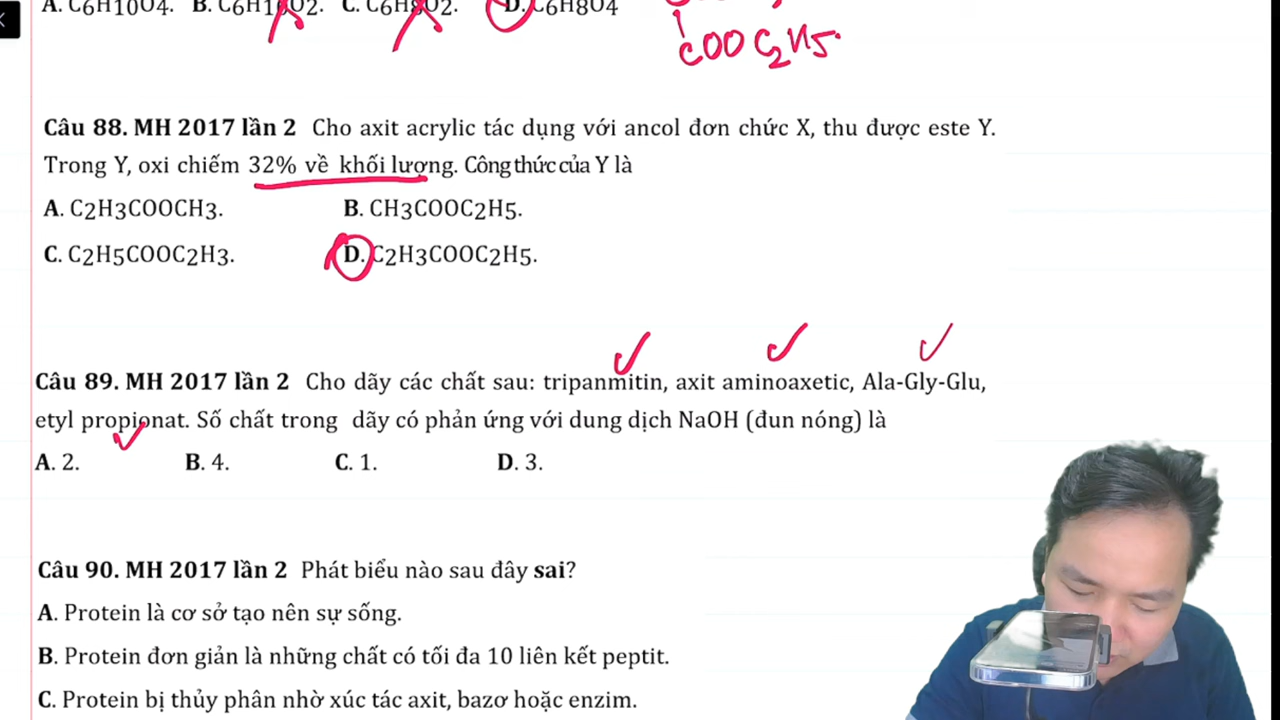 A. C6H10O4. B. C6H10O2. C. C6H8O2. D. C6H8O4
COOC2H5.
Câu 88. MH 2017 lần 2 Cho axit acrylic tác dụng với ancol đơn chức X, thu được este Y.
Trong Y, oxi chiếm 32% về khối lượng. Công thức của Y là
A. C2H3COOCH3. B. CH3COOC2H5.
C. C2H5COOC2H3. D. C2H3COOC2H5.
Câu 89. MH 2017 lần 2 Cho dãy các chất sau: tripanmitin, axit aminoaxetic, Ala-Gly-Glu,
etyl propionat. Số chất trong dãy có phản ứng với dung dịch NaOH (đun nóng) là
A. 2. B. 4. C. 1. D. 3.
Câu 90. MH 2017 lần 2 Phát biểu nào sau đây sai?
A. Protein là cơ sở tạo nên sự sống.
B. Protein đơn giản là những chất có tối đa 10 liên kết peptit.
C. Protein bị thủy phân nhờ xúc tác axit, bazơ hoặc enzim.